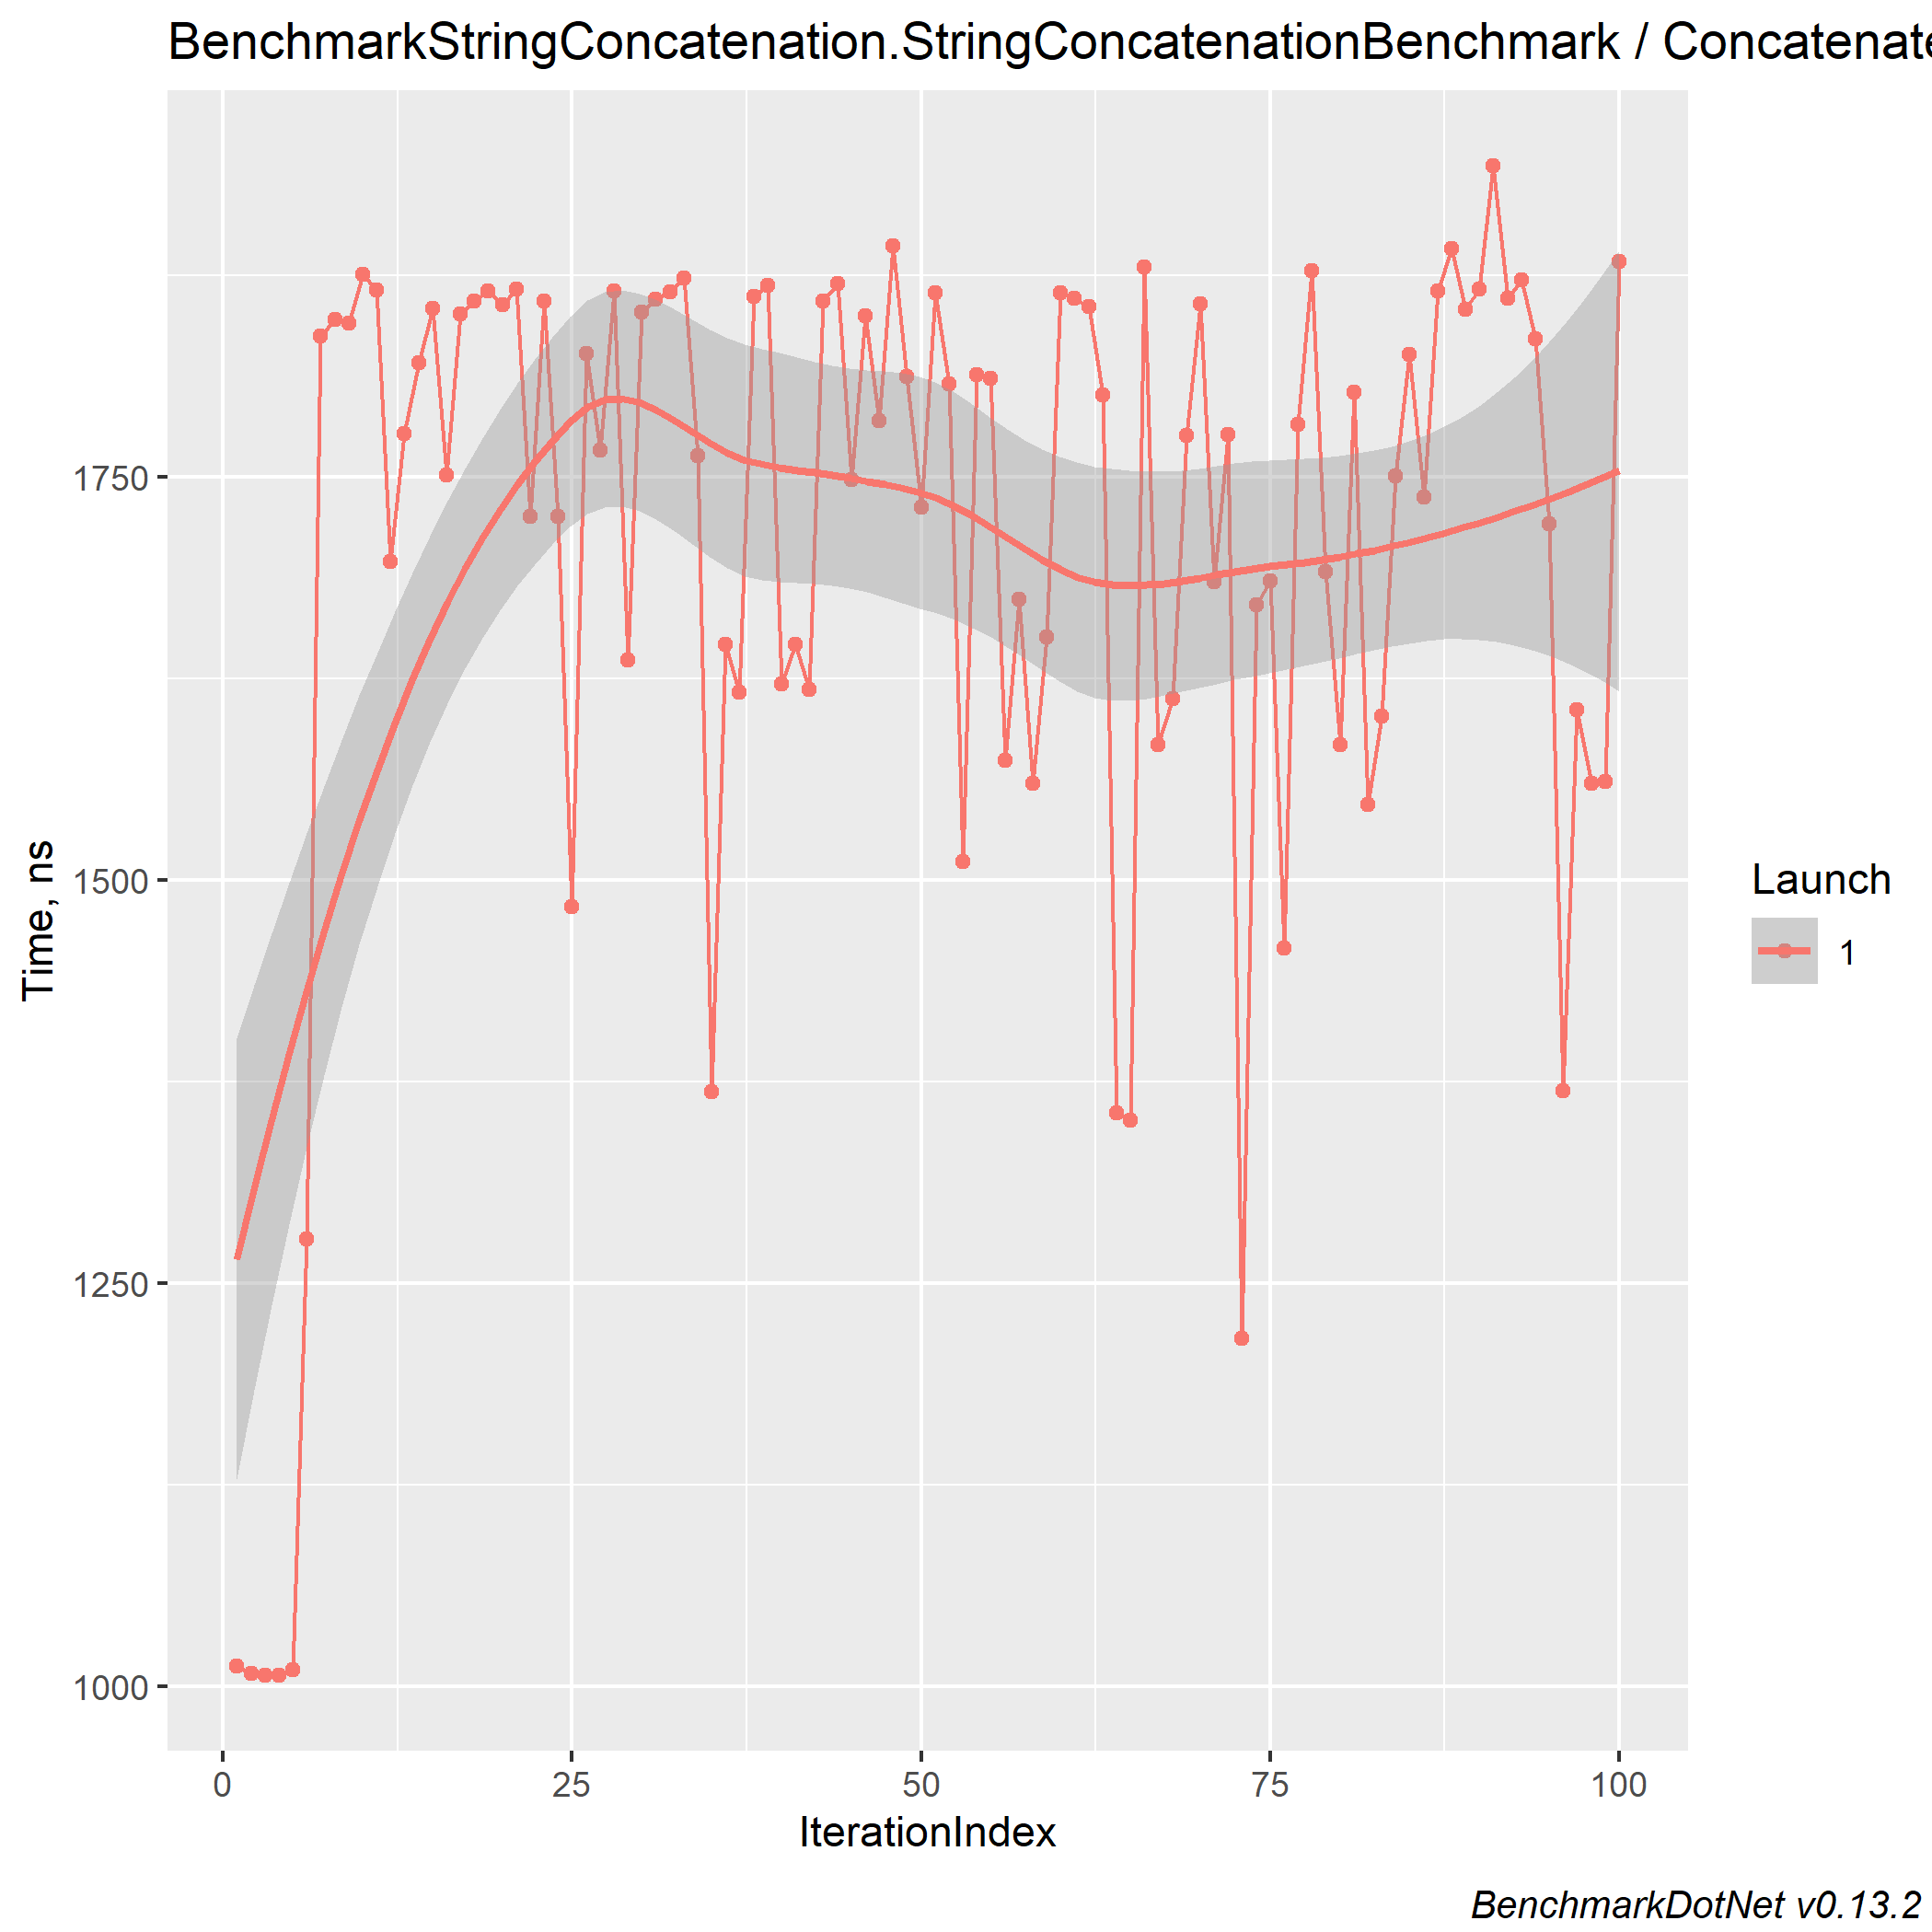 BenchmarkStringConcatenation.StringConcatenationBenchmark / Concatenate
Time, ns
1750
1500
1250
1000
0 25 50 75 100
IterationIndex
Launch
1
BenchmarkDotNet v0.13.2